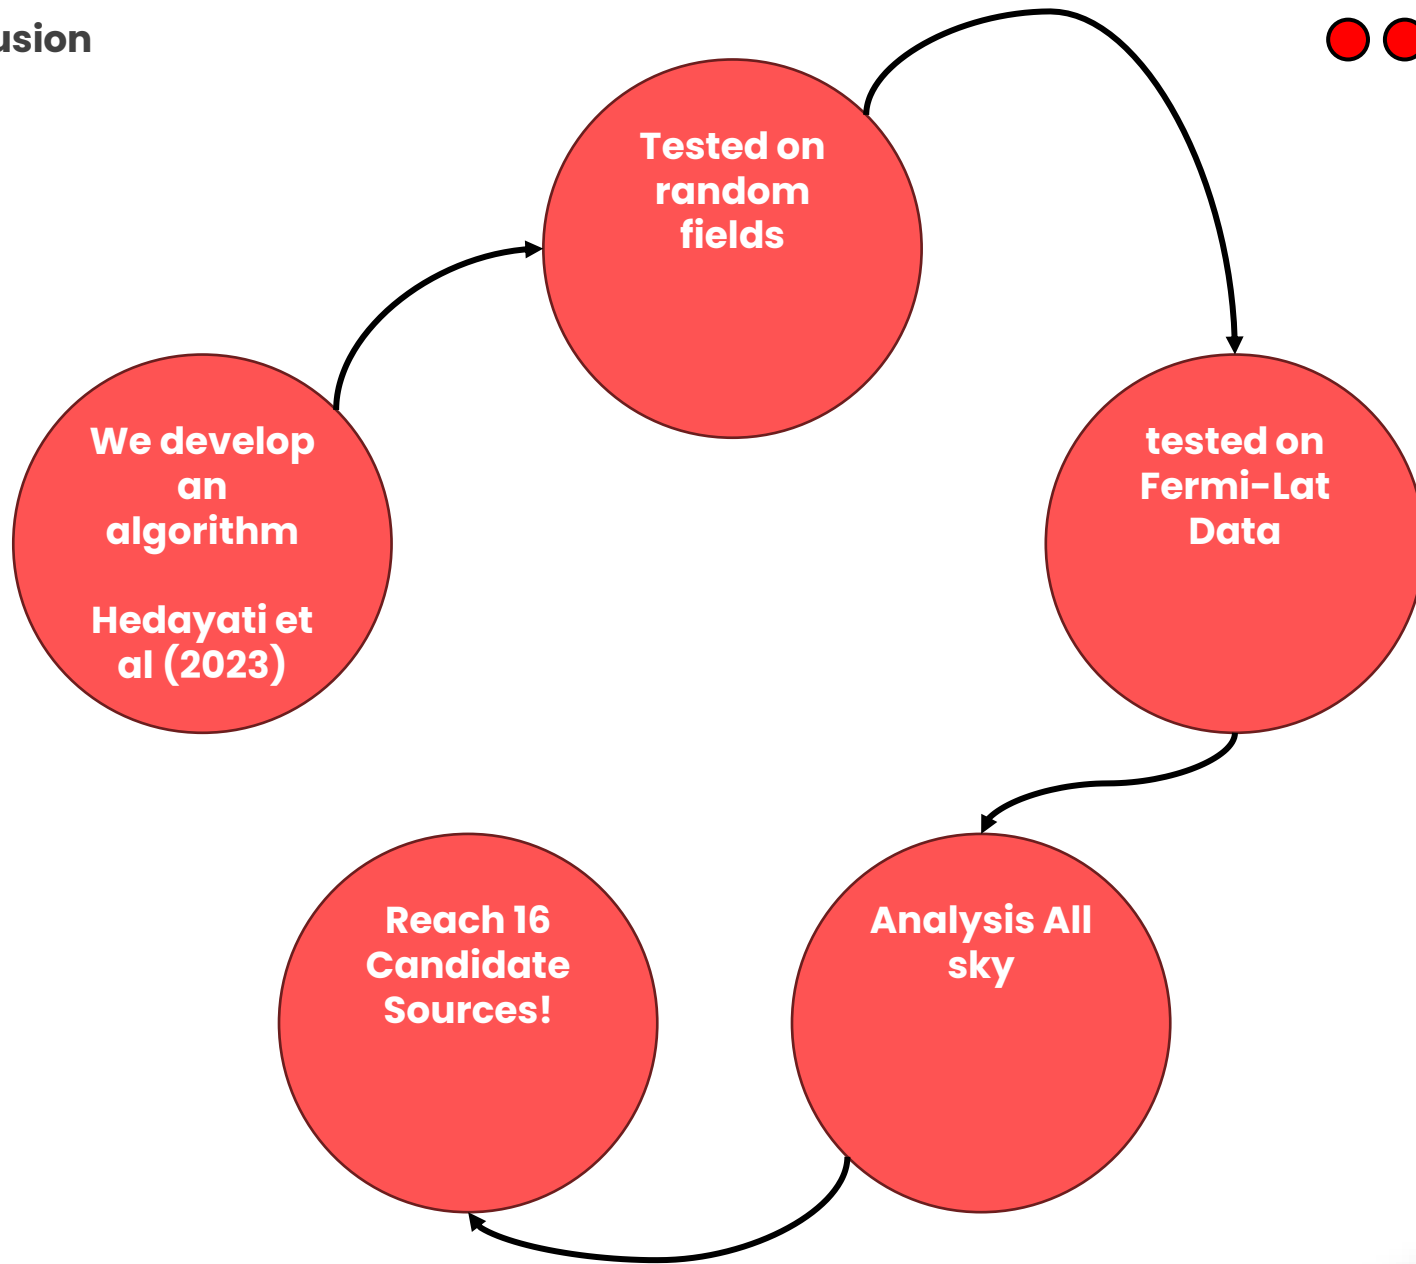 usion
Tested on
random
fields
We develop
an
algorithm
Hedayati et
al (2023)
tested on
Fermi-Lat
Data
Reach 16
Candidate
Sources!
Analysis All
sky